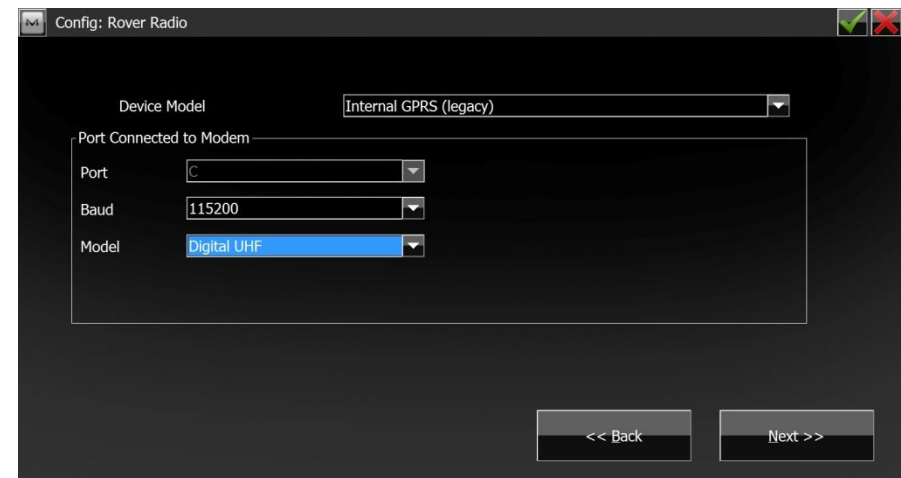 Config: Rover Radio
Device Model Internal GPRS (legacy)
Port Connected to Modem
Port C
Baud 115200
Model Digital UHF
<< Back Next >>